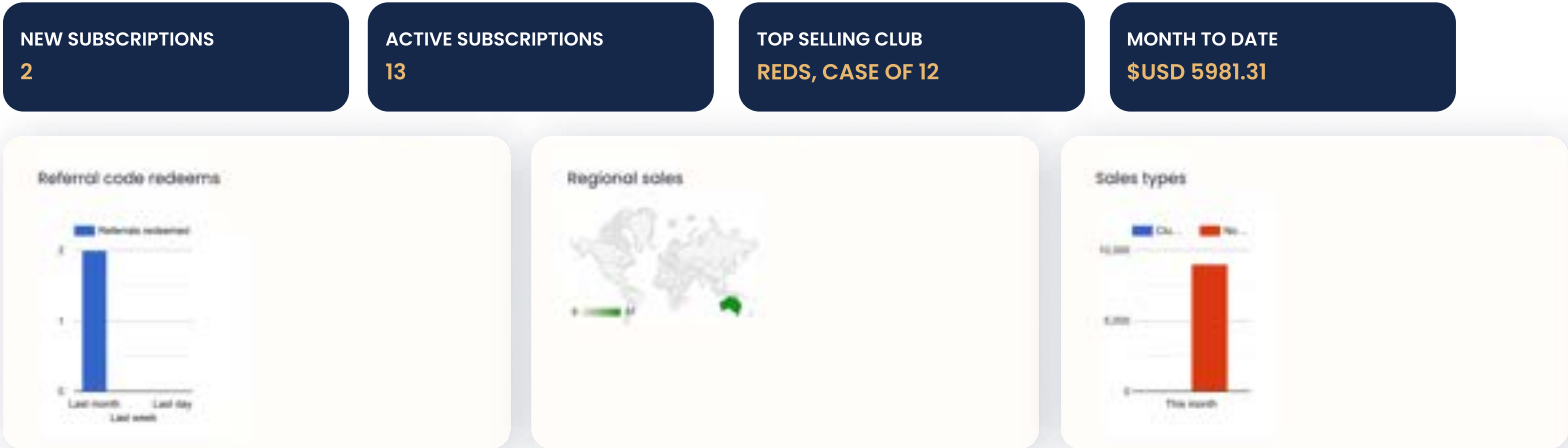 NEW SUBSCRIPTIONS
2
ACTIVE SUBSCRIPTIONS
13
TOP SELLING CLUB
REDS, CASE OF 12
MONTH TO DATE
$USD 5981.31
Referral code redeems
Referrals redeemed
2
1
0
Last month
Last day
Last week
Regional sales
Sales types
Clu...
No...
10,000
5,000
0
This month